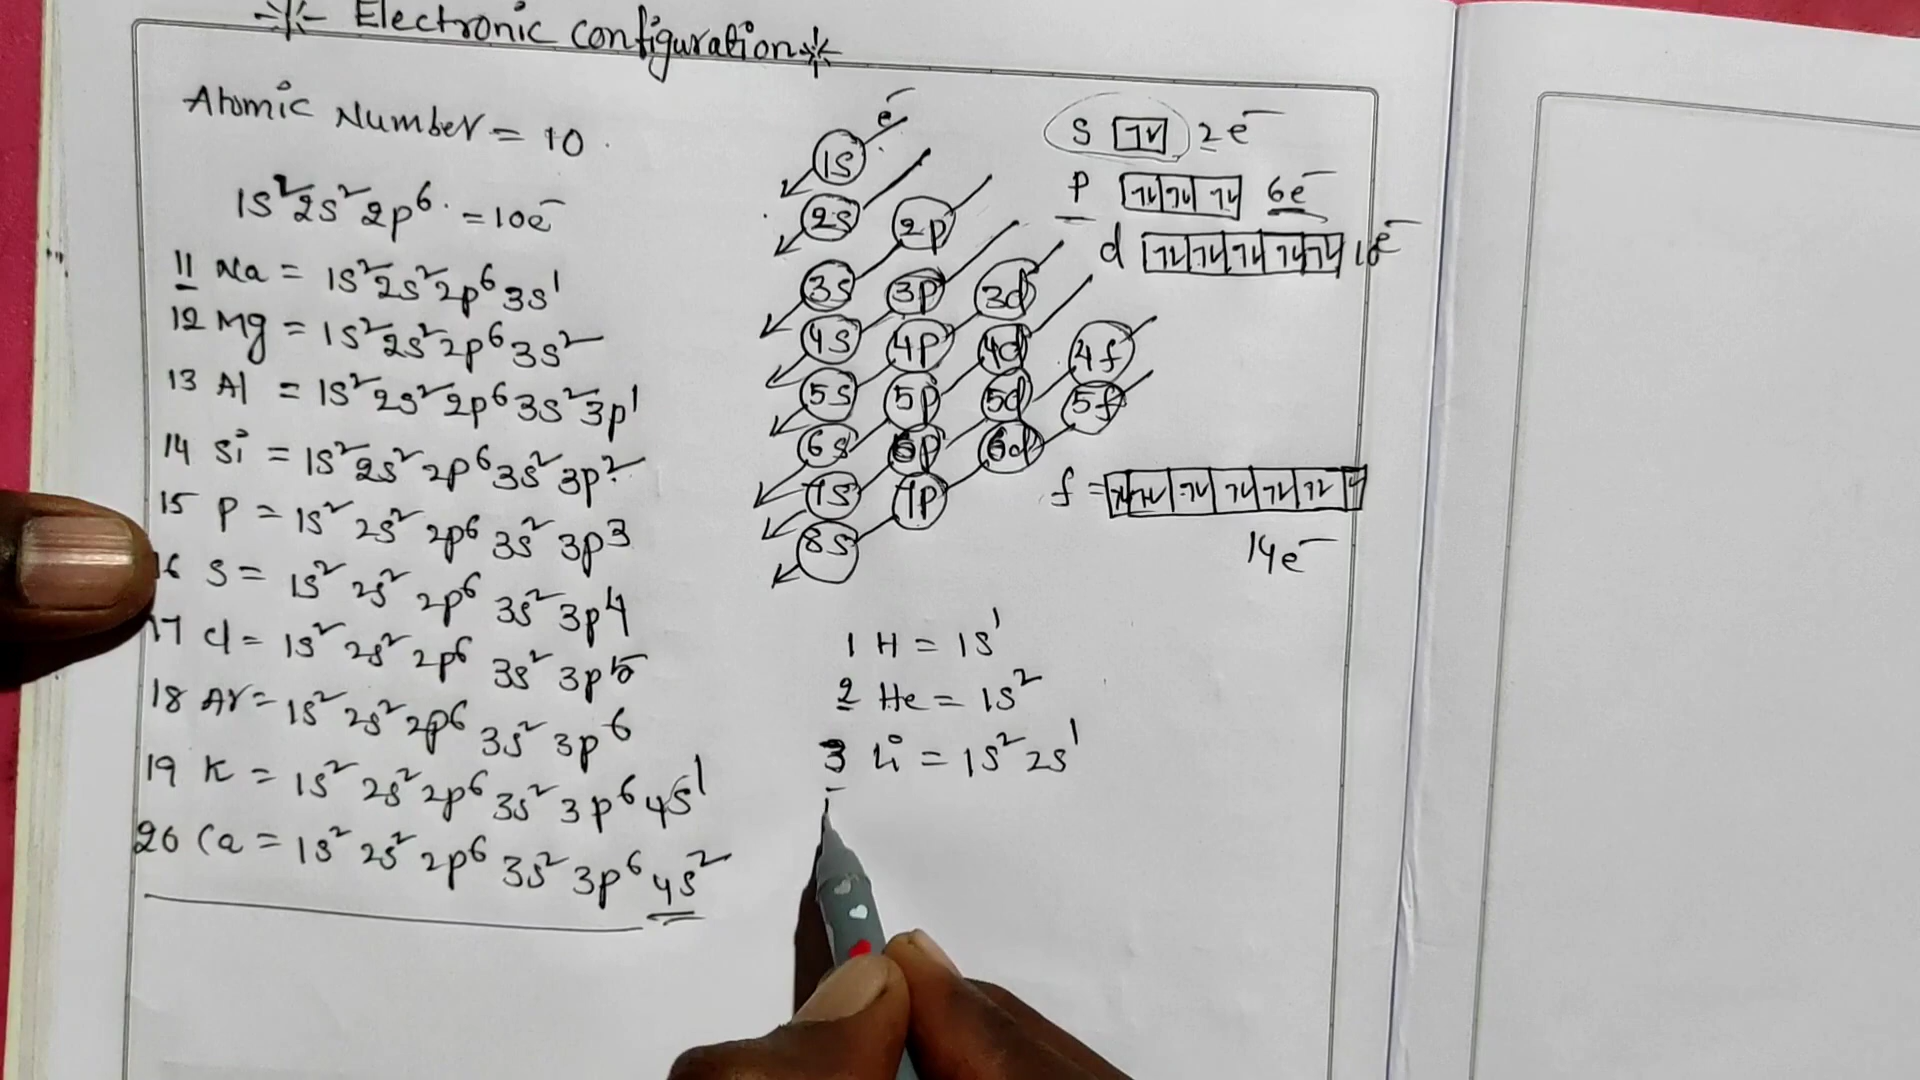 Electronic configuration
Atomic Number = 10
1s² 2s² 2p⁶ = 10e⁻
11 Na = 1s² 2s² 2p⁶ 3s¹
12 Mg = 1s² 2s² 2p⁶ 3s²
13 Al = 1s² 2s² 2p⁶ 3s² 3p¹
14 Si = 1s² 2s² 2p⁶ 3s² 3p²
15 P = 1s² 2s² 2p⁶ 3s² 3p³
16 S = 1s² 2s² 2p⁶ 3s² 3p⁴
17 Cl = 1s² 2s² 2p⁶ 3s² 3p⁵
18 Ar = 1s² 2s² 2p⁶ 3s² 3p⁶
19 K = 1s² 2s² 2p⁶ 3s² 3p⁶ 4s¹
20 Ca = 1s² 2s² 2p⁶ 3s² 3p⁶ 4s²
e⁻
1s
2s 2p
3s 3p 3d
4s 4p 4d 4f
5s 5p 5d 5f
6s 6p 6d
7s 7p
8s
s 2e⁻
p 6e⁻
d 10e⁻
f =
14e⁻
1 H = 1s¹
2 He = 1s²
3 Li = 1s² 2s¹